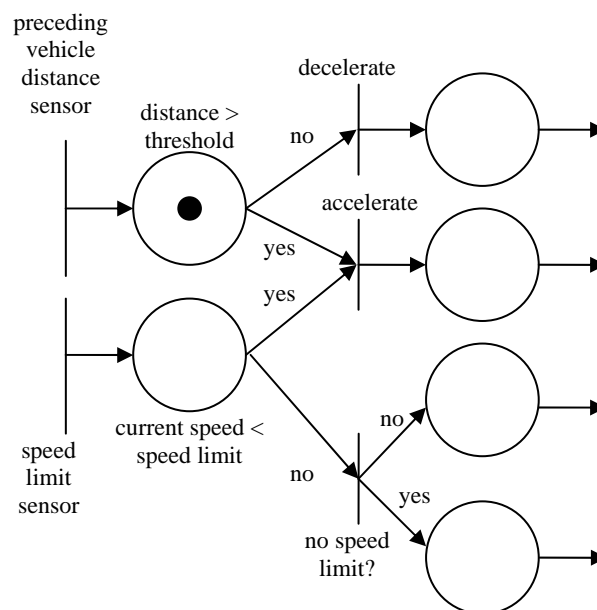 preceding
vehicle
distance
sensor
distance >
threshold
decelerate
no
accelerate
yes
yes
current speed <
speed limit
speed
limit
sensor
no
no
yes
no speed
limit?